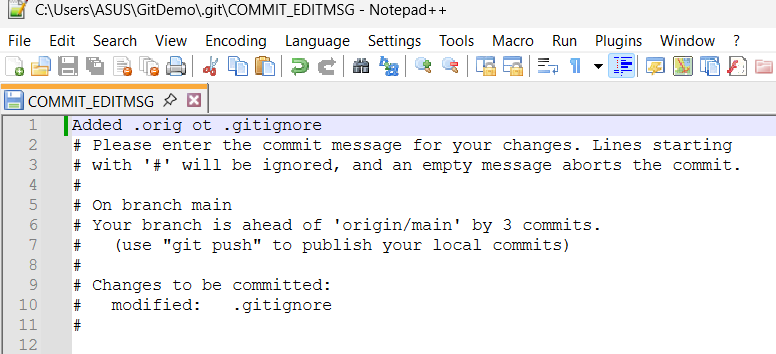 C:\Users\ASUS\GitDemo\.git\COMMIT_EDITMSG - Notepad++
File Edit Search View Encoding Language Settings Tools Macro Run Plugins Window ?
COMMIT_EDITMSG
1 Added .orig ot .gitignore
2 # Please enter the commit message for your changes. Lines starting
3 # with '#' will be ignored, and an empty message aborts the commit.
4 #
5 # On branch main
6 # Your branch is ahead of 'origin/main' by 3 commits.
7 #   (use "git push" to publish your local commits)
8 #
9 # Changes to be committed:
10 #   modified:   .gitignore
11 #
12